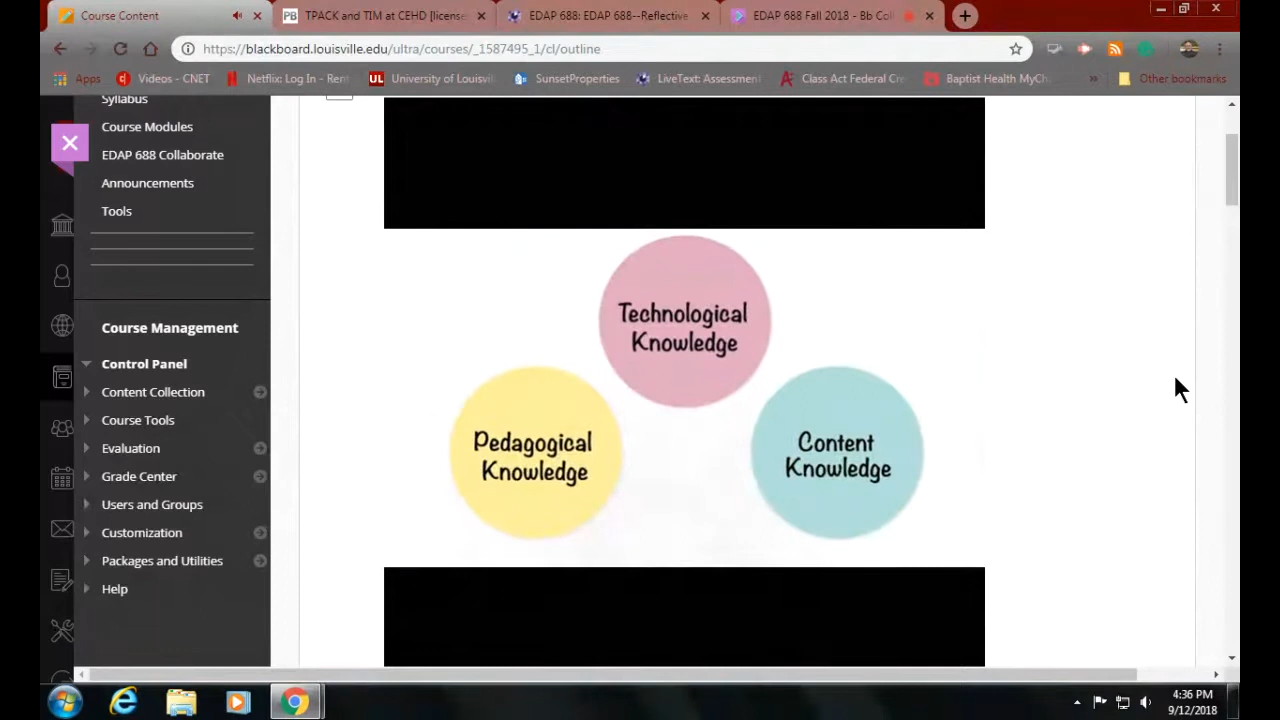 Course Content
PB TPACK and TIM at CEHD [license
EDAP 688: EDAP 688--Reflective
EDAP 688 Fall 2018 - Bb Col
https://blackboard.louisville.edu/ultra/courses/_1587495_1/cl/outline
Apps
Videos - CNET
Netflix: Log In - Rent
UL University of Louisvil
SunsetProperties
LiveText: Assessment
Class Act Federal Cre
Baptist Health MyCh
»
Other bookmarks
Syllabus
Course Modules
EDAP 688 Collaborate
Announcements
Tools
Course Management
Control Panel
Content Collection
Course Tools
Evaluation
Grade Center
Users and Groups
Customization
Packages and Utilities
Help
Technological
Knowledge
Pedagogical
Knowledge
Content
Knowledge
4:36 PM
9/12/2018